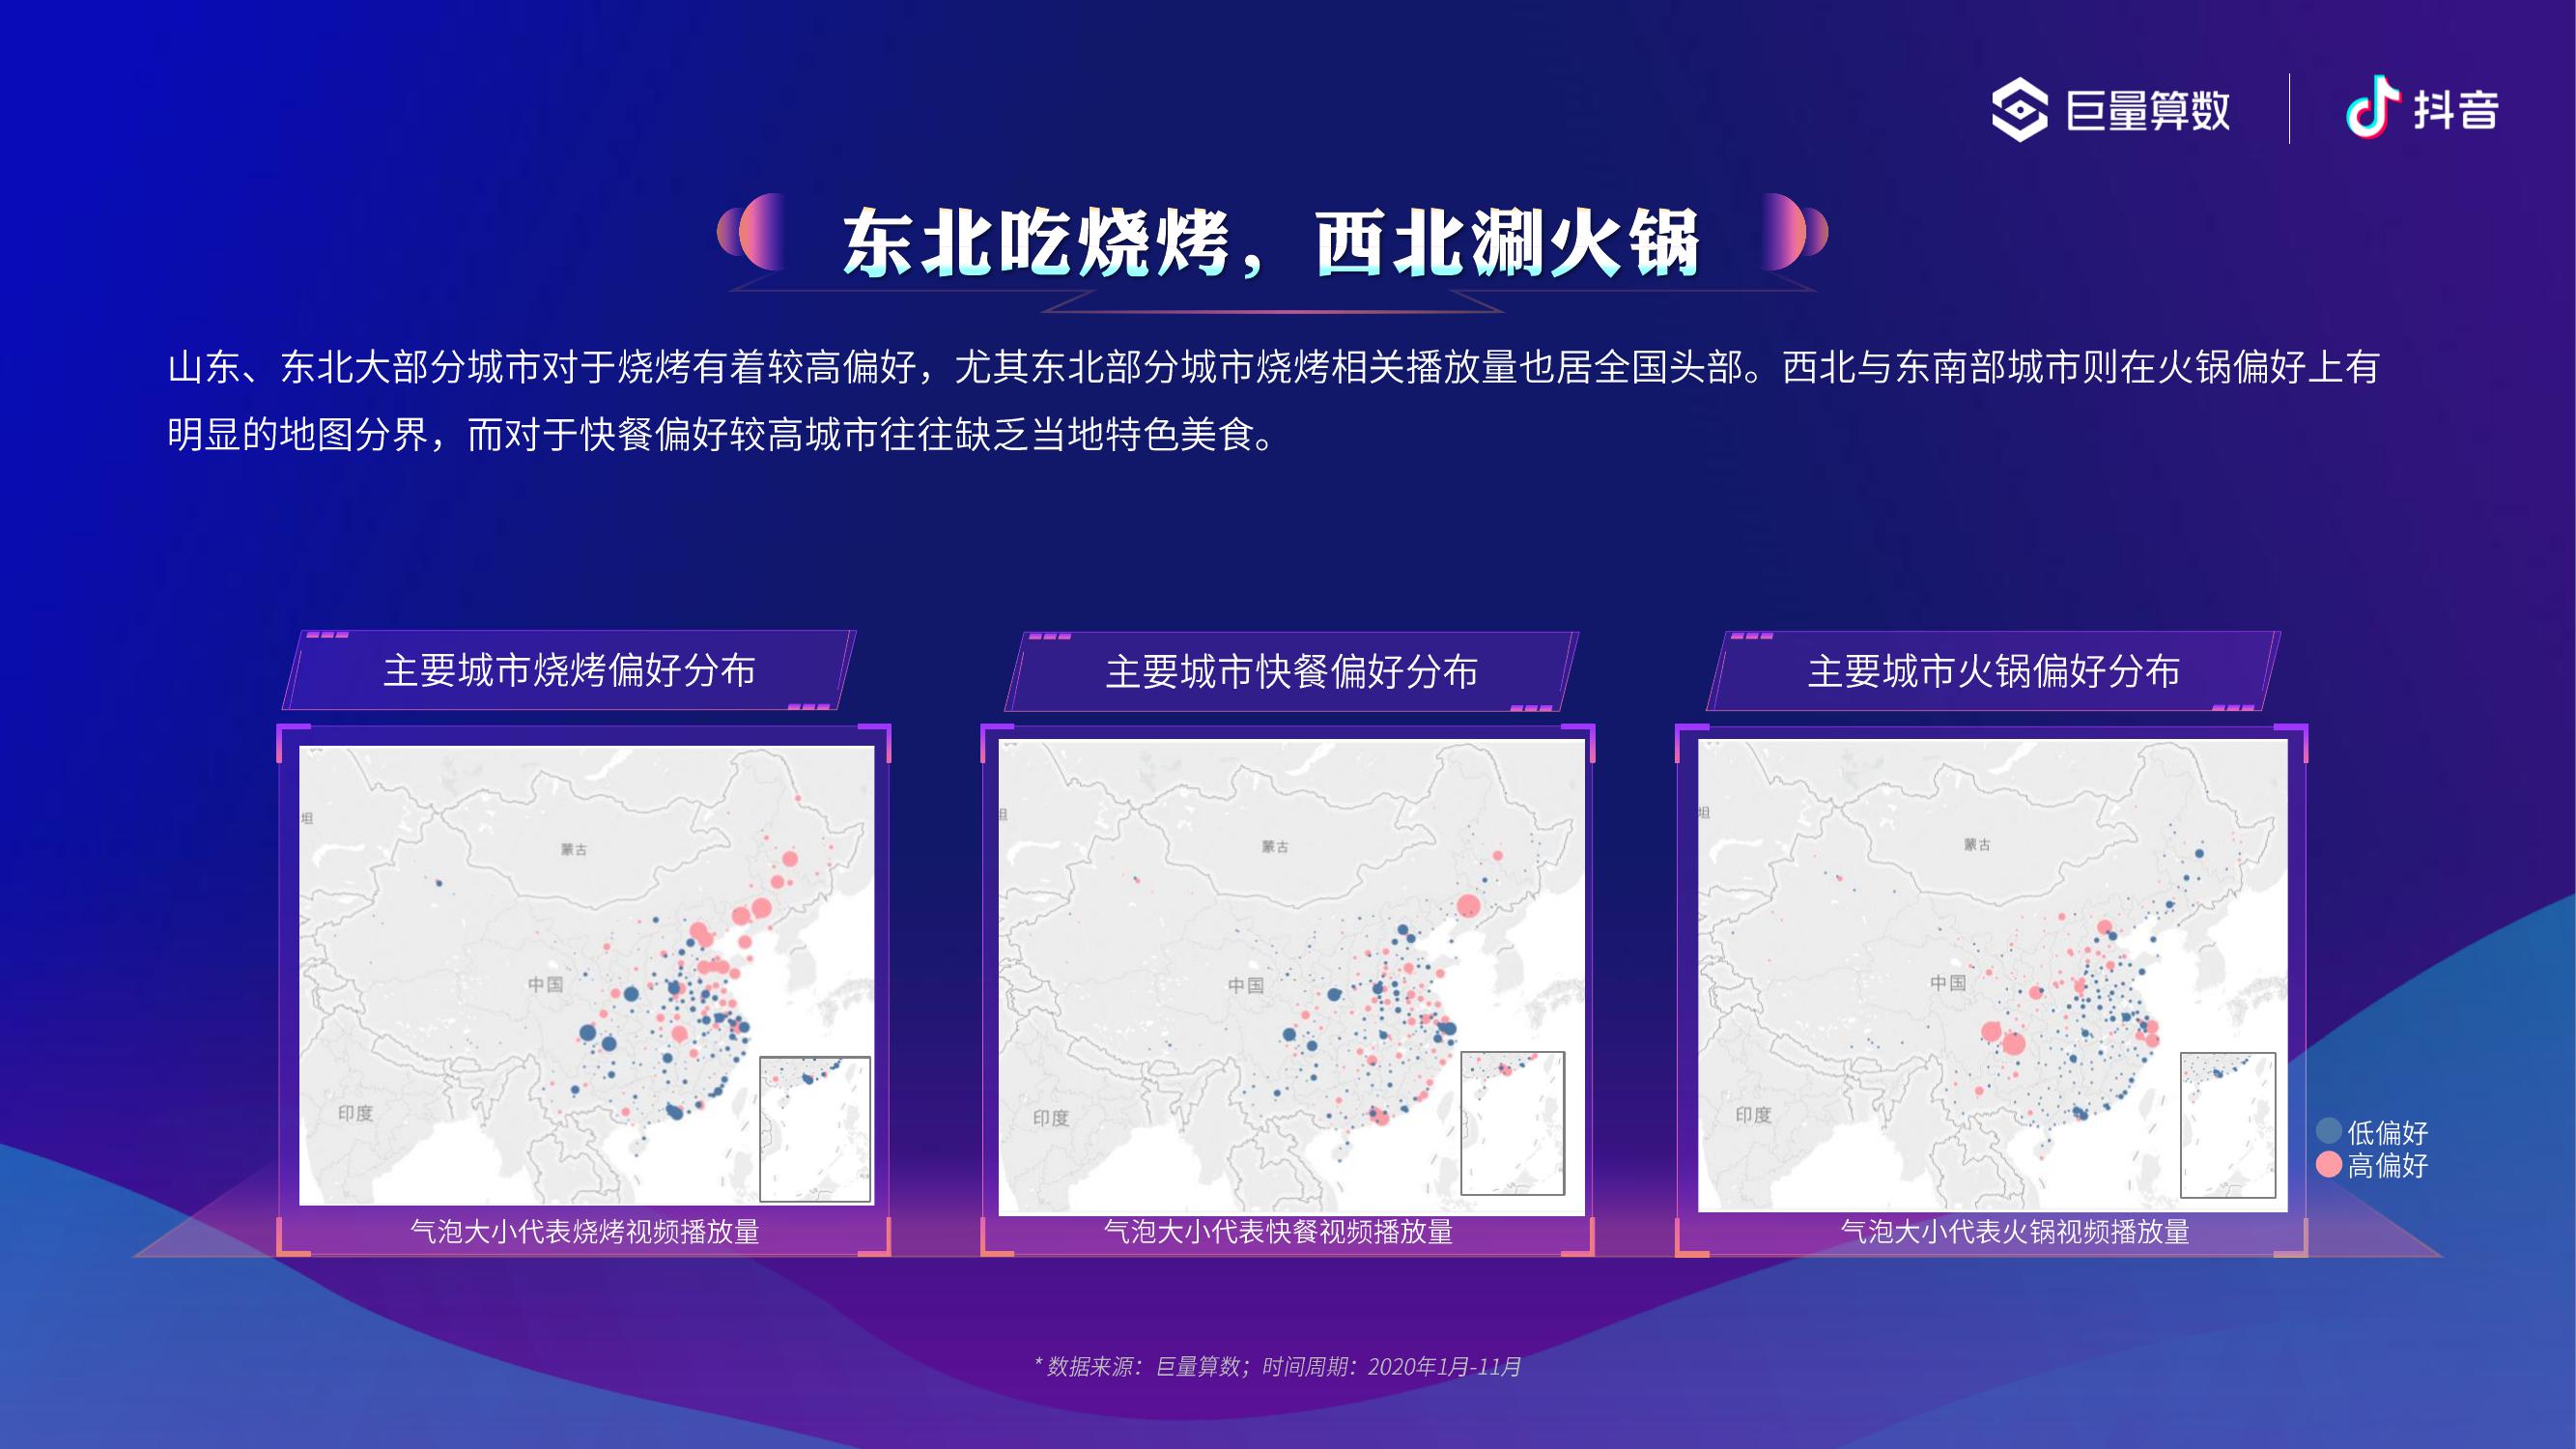 巨量算数
抖音
东北吃烧烤，西北涮火锅
山东、东北大部分城市对于烧烤有着较高偏好，尤其东北部分城市烧烤相关播放量也居全国头部。西北与东南部城市则在火锅偏好上有
明显的地图分界，而对于快餐偏好较高城市往往缺乏当地特色美食。
主要城市烧烤偏好分布
坦
蒙古
中国
印度
气泡大小代表烧烤视频播放量
主要城市快餐偏好分布
坦
蒙古
中国
印度
气泡大小代表快餐视频播放量
主要城市火锅偏好分布
坦
蒙古
中国
印度
气泡大小代表火锅视频播放量
低偏好
高偏好
* 数据来源：巨量算数；时间周期：2020年1月-11月